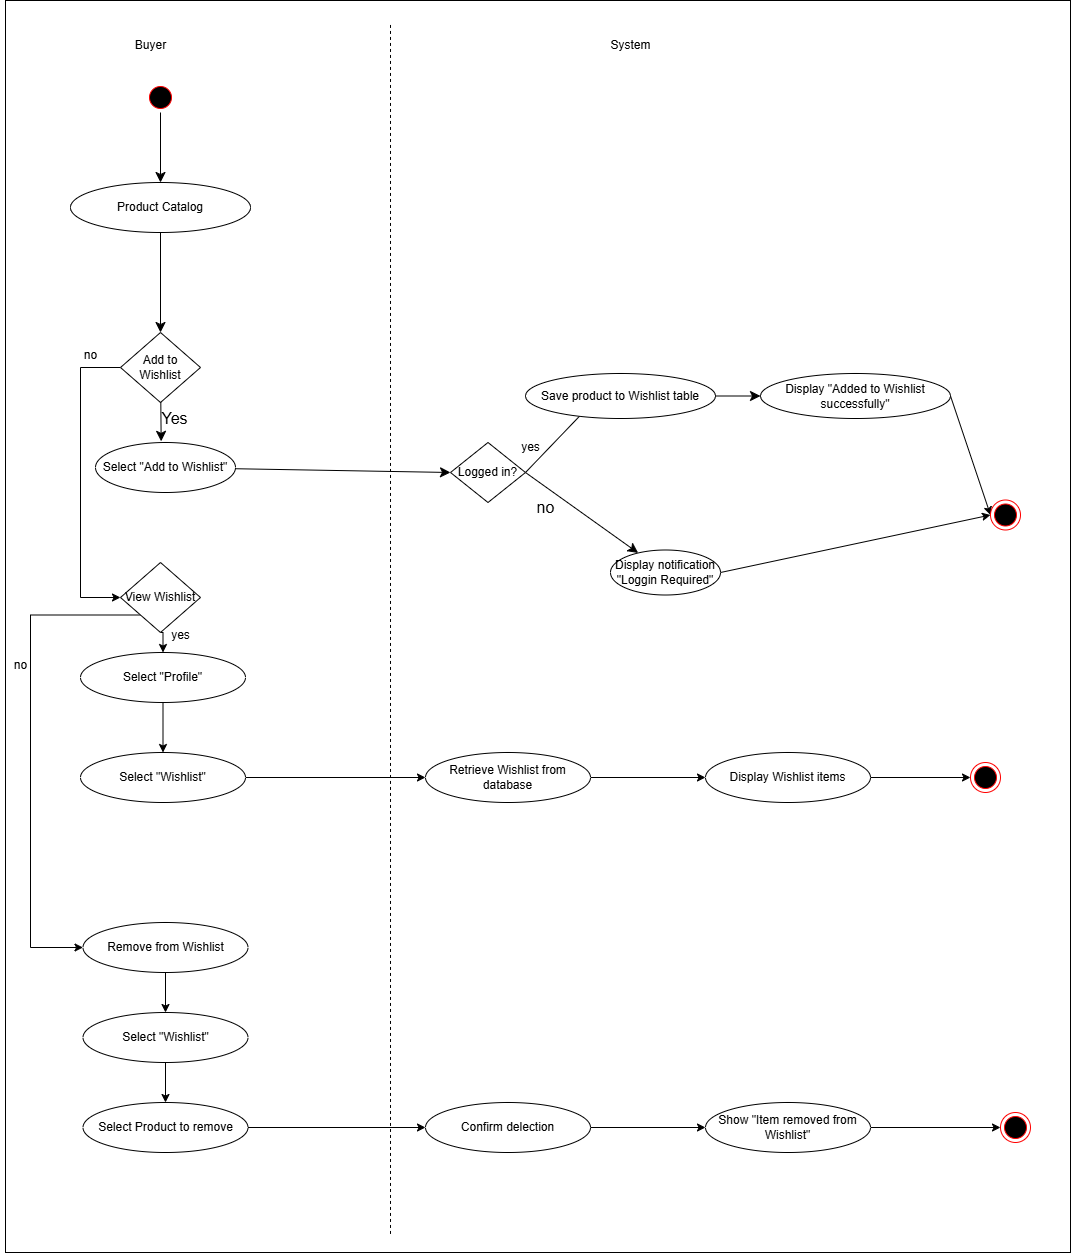 Buyer
System
Product Catalog
no
Add to
Wishlist
Yes
Select "Add to Wishlist"
Logged in?
yes
no
Save product to Wishlist table
Display "Added to Wishlist
successfully"
Display notification
"Loggin Required"
View Wishlist
yes
no
Select "Profile"
Select "Wishlist"
Retrieve Wishlist from
database
Display Wishlist items
Remove from Wishlist
Select "Wishlist"
Select Product to remove
Confirm delection
Show "Item removed from
Wishlist"